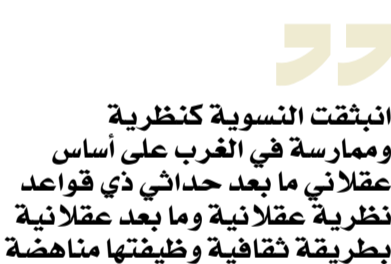 انبثقت النسوية كنظرية
وممارسة في الغرب على أساس
عقلاني ما بعد حداثي ذي قواعد
نظرية عقلانية وما بعد عقلانية
بطريقة ثقافية وظيفتها مناهضة